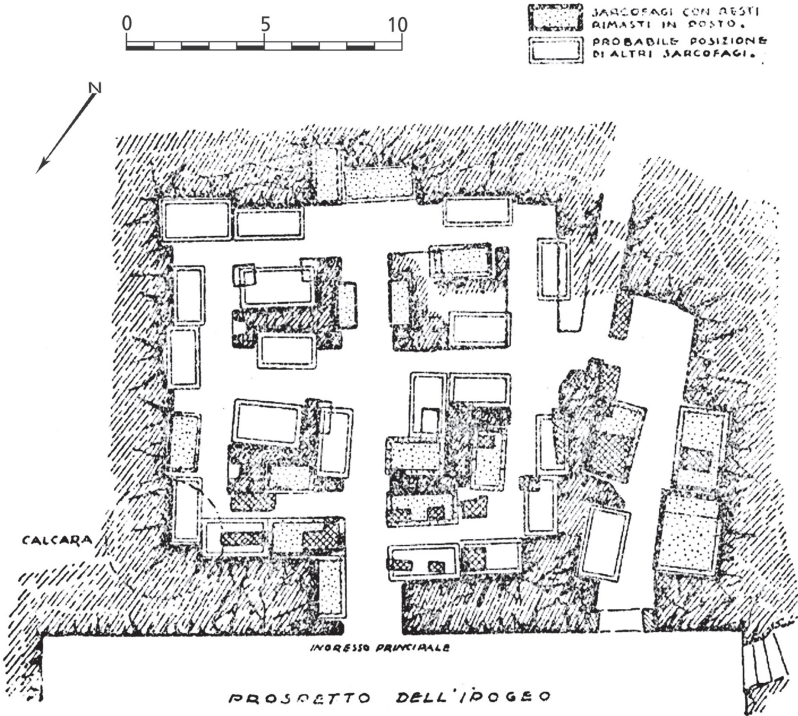 0 5 10
SARCOFAGI CON RESTI
RIMASTI IN POSTO.
PROBABILE POSIZIONE
DI ALTRI SARCOFAGI.
N
CALCARA
INGRESSO PRINCIPALE
PROSPETTO DELL'IPOGEO